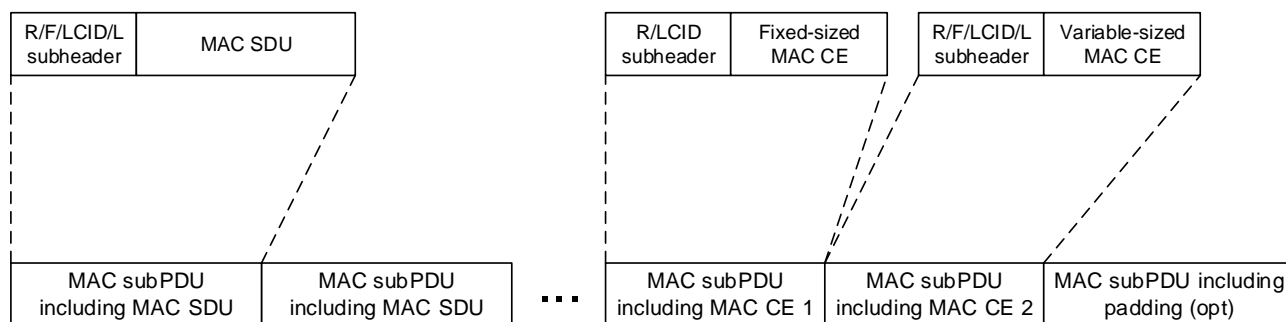 R/F/LCID/L
subheader
MAC SDU
R/LCID
subheader
Fixed-sized
MAC CE
R/F/LCID/L
subheader
Variable-sized
MAC CE
MAC subPDU
including MAC SDU
MAC subPDU
including MAC SDU
...
MAC subPDU
including MAC CE 1
MAC subPDU
including MAC CE 2
MAC subPDU including
padding (opt)